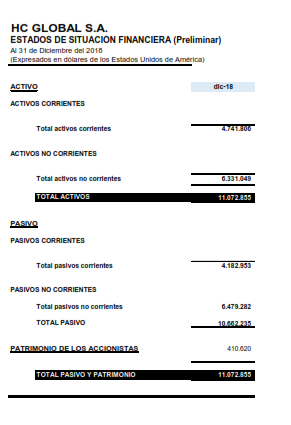 HC GLOBAL S.A.
ESTADOS DE SITUACION FINANCIERA (Preliminar)
Al 31 de Diciembre del 2018
(Expresados en dólares de los Estados Unidos de América)
ACTIVO dic-18
ACTIVOS CORRIENTES
Total activos corrientes 4.741.806
ACTIVOS NO CORRIENTES
Total activos no corrientes 6.331.049
TOTAL ACTIVOS 11.072.855
PASIVO
PASIVOS CORRIENTES
Total pasivos corrientes 4.182.953
PASIVOS NO CORRIENTES
Total pasivos no corrientes 6.479.282
TOTAL PASIVO 10.662.235
PATRIMONIO DE LOS ACCIONISTAS 410.620
TOTAL PASIVO Y PATRIMONIO 11.072.855